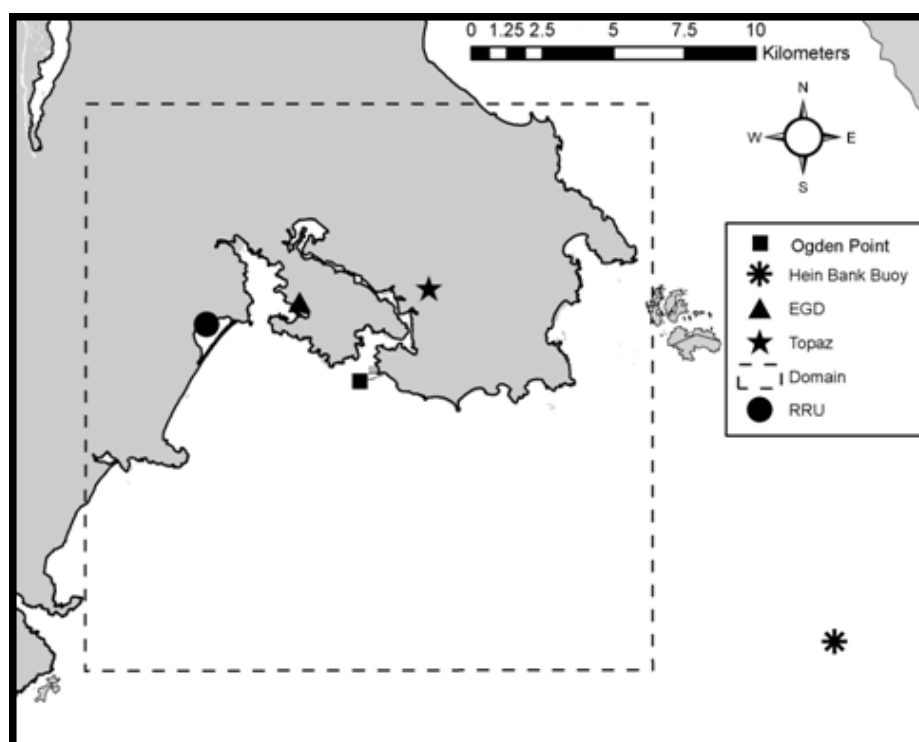 0 1.25 2.5 5 7.5 10
Kilometers
N
W E
S
Ogden Point
Hein Bank Buoy
EGD
Topaz
Domain
RRU